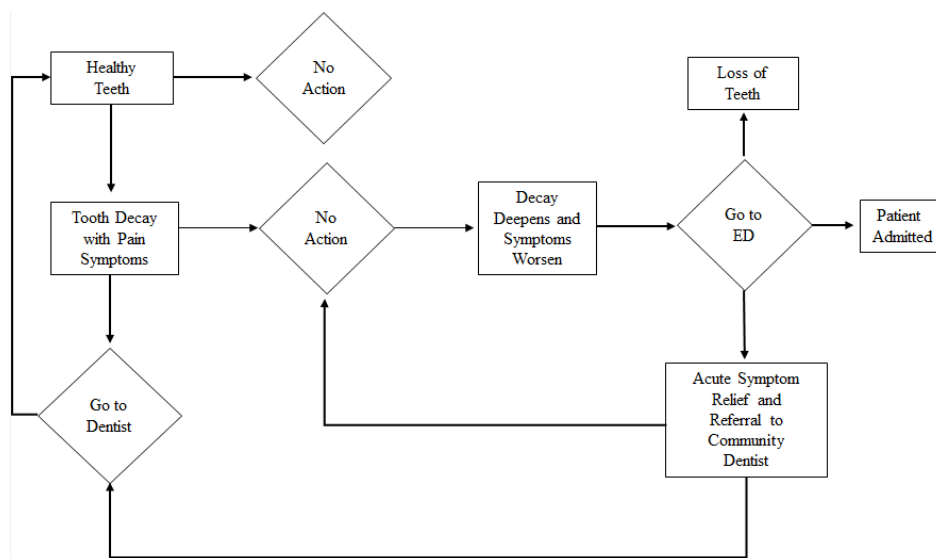 Healthy
Teeth
No
Action
Loss of
Teeth
Tooth Decay
with Pain
Symptoms
No
Action
Decay
Deepens and
Symptoms
Worsen
Go to
ED
Patient
Admitted
Go to
Dentist
Acute Symptom
Relief and
Referral to
Community
Dentist